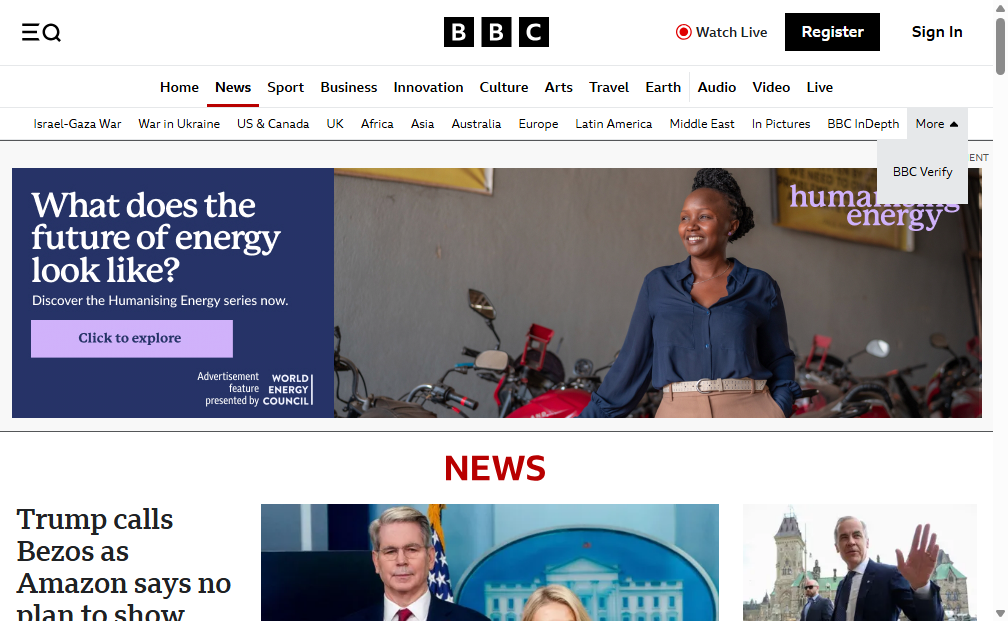 BBC
Watch Live
Register
Sign In
Home News Sport Business Innovation Culture Arts Travel Earth Audio Video Live
Israel-Gaza War War in Ukraine US & Canada UK Africa Asia Australia Europe Latin America Middle East In Pictures BBC InDepth More
BBC Verify
ENT
What does the
future of energy
look like?
Discover the Humanising Energy series now.
Click to explore
Advertisement
feature
presented by
WORLD
ENERGY
COUNCIL
humanising
energy
NEWS
Trump calls
Bezos as
Amazon says no
plan to show